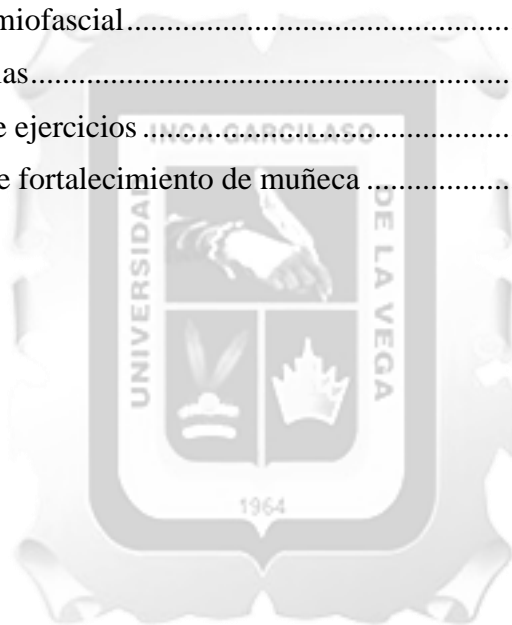 miofascial.......................................................
as.......................................................................
e ejercicios .....................................................
e fortalecimiento de muñeca .....................
INCA GARCILASO
UNIVERSIDAD
DE LA VEGA
1964